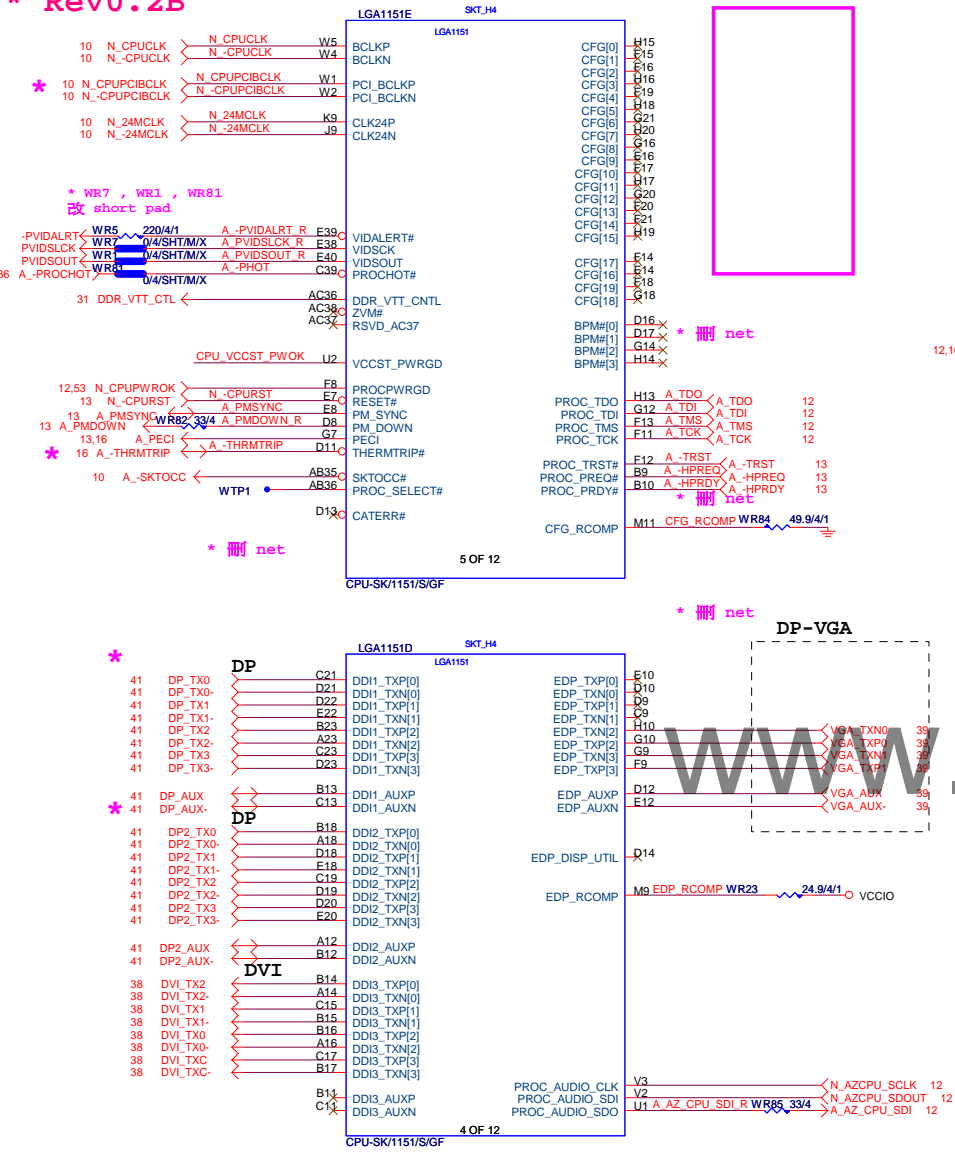 * Rev0.2B
LGA1151E SKT_H4
LGA1151
10 N_CPUCLK N_CPUCLK W5 BCLKP
10 N_-CPUCLK N_-CPUCLK W4 BCLKN
* 10 N_CPUPCIBCLK N_CPUPCIBCLK W1 PCI_BCLKP
10 N_-CPUPCIBCLK N_-CPUPCIBCLK W2 PCI_BCLKN
10 N_24MCLK N_24MCLK K9 CLK24P
10 N_-24MCLK N_-24MCLK J9 CLK24N
* WR7 , WR1 , WR81
改 short pad
-PVIDALRT WR5 220/4/1 A_-PVIDALRT_R E39 VIDALERT#
PVIDSLCK WR7 0/4/SHT/M/X A_PVIDSLCK_R E38 VIDSCK
PVIDSOUT WR1 0/4/SHT/M/X A_PVIDSOUT_R E40 VIDSOUT
36 A_-PROCHOT WR81 0/4/SHT/M/X A_-PHOT C39 PROCHOT#
31 DDR_VTT_CTL AC36 DDR_VTT_CNTL
AC38 ZVM#
AC37 RSVD_AC37
CPU_VCCST_PWOK U2 VCCST_PWRGD
12,53 N_CPUPWROK F8 PROCPWRGD
13 N_-CPURST N_-CPURST E7 RESET#
13 A_PMSYNC A_PMSYNC E8 PM_SYNC
13 A_PMDOWN WR82 33/4 A_PMDOWN_R D8 PM_DOWN
13,16 A_PECI G7 PECI
* 16 A_-THRMTRIP A_-THRMTRIP D11 THERMTRIP#
10 A_-SKTOCC AB35 SKTOCC#
WTP1 AB36 PROC_SELECT#
D13 CATERR#
* 刪 net
CFG[0] H15
CFG[1] F15
CFG[2] F16
CFG[3] H16
CFG[4] F19
CFG[5] H18
CFG[6] G21
CFG[7] H20
CFG[8] G16
CFG[9] E16
CFG[10] F17
CFG[11] H17
CFG[12] G20
CFG[13] F20
CFG[14] F21
CFG[15] H19
CFG[17] F14
CFG[16] E14
CFG[19] F18
CFG[18] G18
BPM#[0] D16
BPM#[1] D17
BPM#[2] G14
BPM#[3] H14
* 刪 net
PROC_TDO H13 A_TDO A_TDO 12
PROC_TDI G12 A_TDI A_TDI 12
PROC_TMS F13 A_TMS A_TMS 12
PROC_TCK F11 A_TCK A_TCK 12
PROC_TRST# F12 A_-TRST A_-TRST 13
PROC_PREQ# B9 A_-HPREQ A_-HPREQ 13
PROC_PRDY# B10 A_-HPRDY A_-HPRDY 13
* 刪 net
CFG_RCOMP M11 CFG_RCOMP WR84 49.9/4/1
5 OF 12
CPU-SK/1151/S/GF
* 刪 net
DP-VGA
LGA1151D SKT_H4
LGA1151
*
DP
41 DP_TX0 C21 DDI1_TXP[0]
41 DP_TX0- D21 DDI1_TXN[0]
41 DP_TX1 D22 DDI1_TXP[1]
41 DP_TX1- E22 DDI1_TXN[1]
41 DP_TX2 B23 DDI1_TXP[2]
41 DP_TX2- A23 DDI1_TXN[2]
41 DP_TX3 C23 DDI1_TXP[3]
41 DP_TX3- D23 DDI1_TXN[3]
41 DP_AUX B13 DDI1_AUXP
* 41 DP_AUX- C13 DDI1_AUXN
DP
41 DP2_TX0 B18 DDI2_TXP[0]
41 DP2_TX0- A18 DDI2_TXN[0]
41 DP2_TX1 D18 DDI2_TXP[1]
41 DP2_TX1- E18 DDI2_TXN[1]
41 DP2_TX2 C19 DDI2_TXP[2]
41 DP2_TX2- D19 DDI2_TXN[2]
41 DP2_TX3 D20 DDI2_TXP[3]
41 DP2_TX3- E20 DDI2_TXN[3]
41 DP2_AUX A12 DDI2_AUXP
41 DP2_AUX- B12 DDI2_AUXN
DVI
38 DVI_TX2 B14 DDI3_TXP[0]
38 DVI_TX2- A14 DDI3_TXN[0]
38 DVI_TX1 C15 DDI3_TXP[1]
38 DVI_TX1- B15 DDI3_TXN[1]
38 DVI_TX0 B16 DDI3_TXP[2]
38 DVI_TX0- A16 DDI3_TXN[2]
38 DVI_TXC C17 DDI3_TXP[3]
38 DVI_TXC- B17 DDI3_TXN[3]
B11 DDI3_AUXP
C11 DDI3_AUXN
EDP_TXP[0] E10
EDP_TXN[0] D10
EDP_TXP[1] D9
EDP_TXN[1] C9
EDP_TXN[2] H10 VGA_TXN0 39
EDP_TXP[2] G10 VGA_TXP0 39
EDP_TXN[3] G9 VGA_TXN1 39
EDP_TXP[3] F9 VGA_TXP1 39
EDP_AUXP D12 VGA_AUX 39
EDP_AUXN E12 VGA_AUX- 39
www.
EDP_DISP_UTIL D14
EDP_RCOMP M9 EDP_RCOMP WR23 24.9/4/1 VCCIO
PROC_AUDIO_CLK V3 N_AZCPU_SCLK 12
PROC_AUDIO_SDI V2 N_AZCPU_SDOUT 12
PROC_AUDIO_SDO U1 A_AZ_CPU_SDI_R WR85 33/4 A_AZ_CPU_SDI 12
4 OF 12
CPU-SK/1151/S/GF